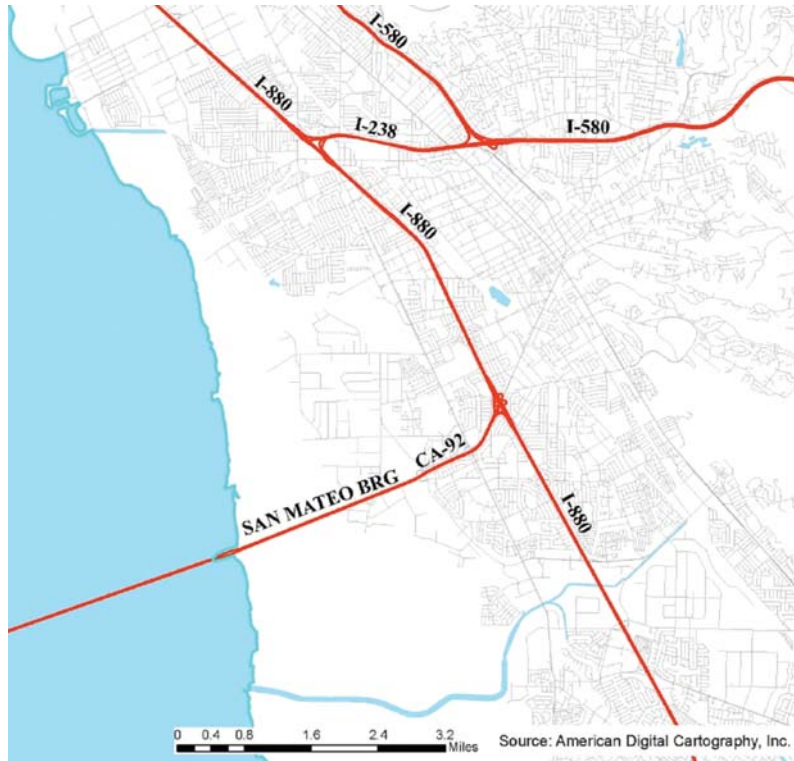 I-580
I-880
I-238
I-580
I-880
CA-92
SAN MATEO BRG
I-880
0 0.4 0.8 1.6 2.4 3.2
Miles
Source: American Digital Cartography, Inc.